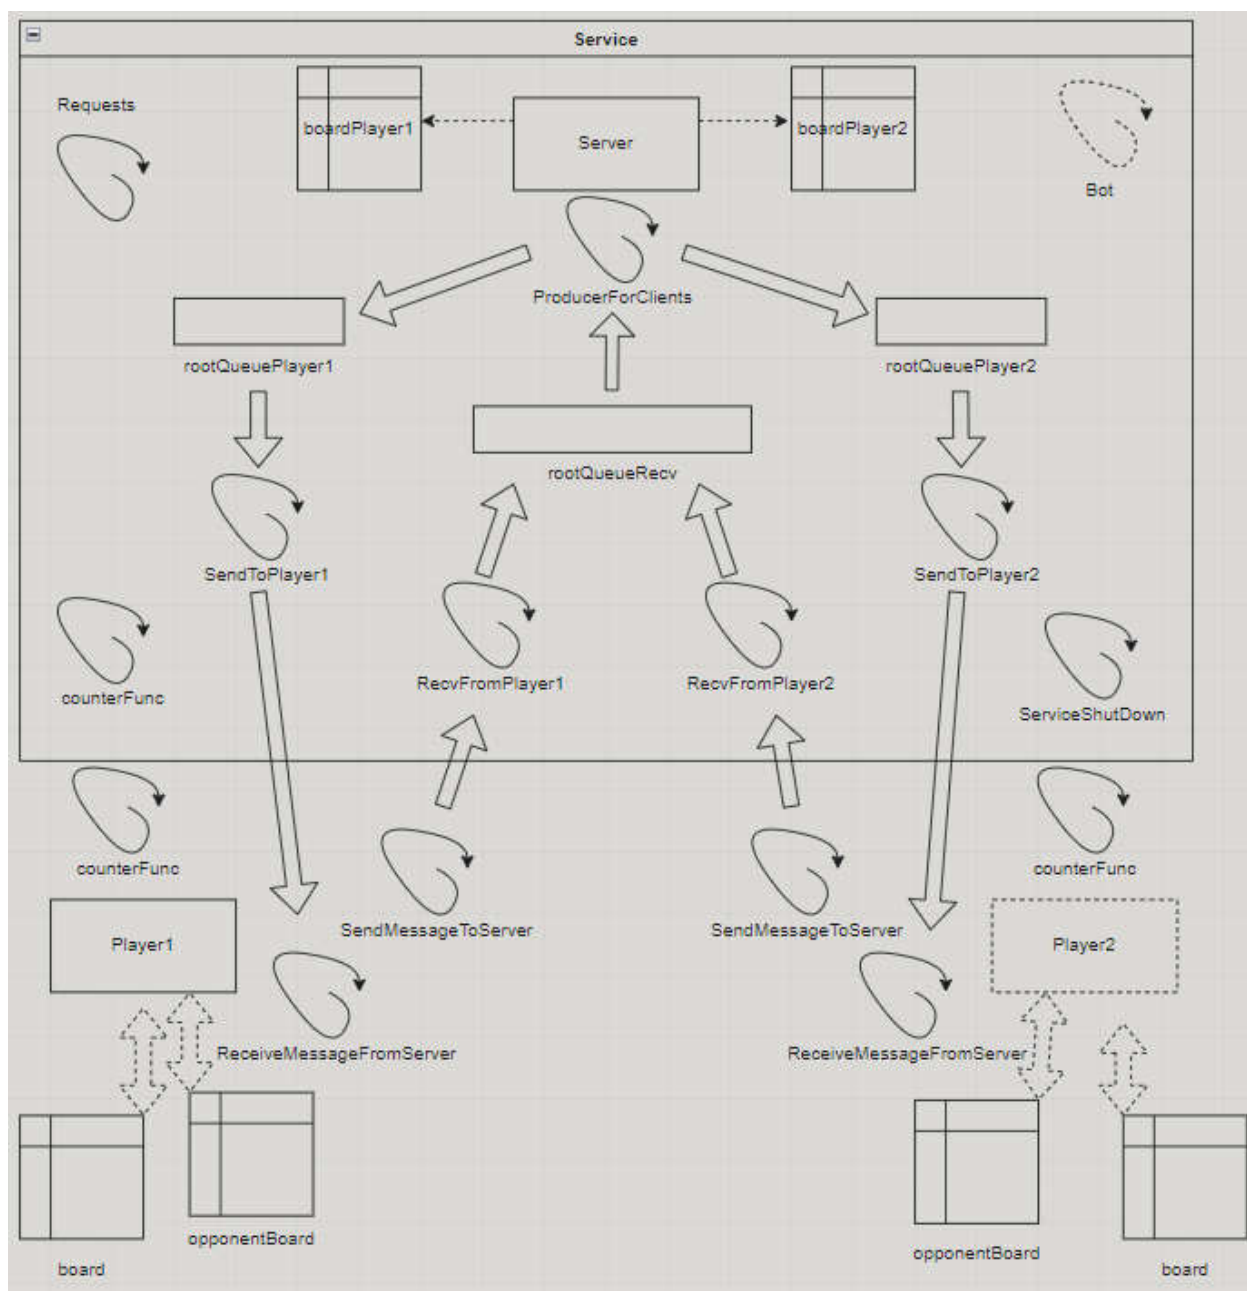 Service
Requests
boardPlayer1
Server
boardPlayer2
Bot
ProducerForClients
rootQueuePlayer1
rootQueuePlayer2
rootQueueRecv
SendToPlayer1
SendToPlayer2
counterFunc
RecvFromPlayer1
RecvFromPlayer2
ServiceShutDown
counterFunc
counterFunc
Player1
SendMessageToServer
SendMessageToServer
Player2
ReceiveMessageFromServer
ReceiveMessageFromServer
opponentBoard
opponentBoard
board
board